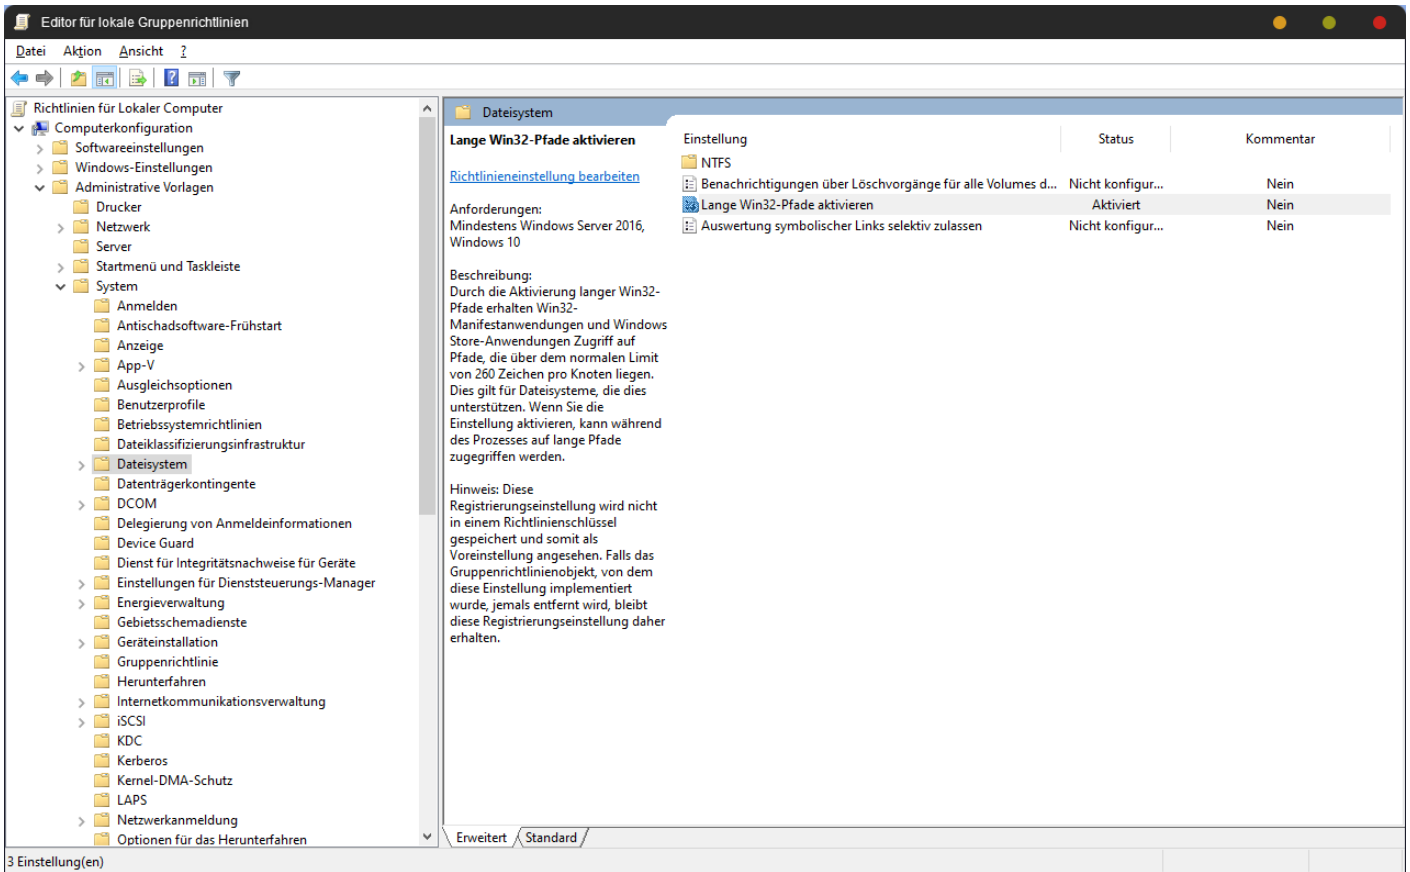 Editor für lokale Gruppenrichtlinien
Datei Aktion Ansicht ?
Richtlinien für Lokaler Computer
Computerkonfiguration
Softwareeinstellungen
Windows-Einstellungen
Administrative Vorlagen
Drucker
Netzwerk
Server
Startmenü und Taskleiste
System
Anmelden
Antischadsoftware-Frühstart
Anzeige
App-V
Ausgleichsoptionen
Benutzerprofile
Betriebssystemrichtlinien
Dateiklassifizierungsinfrastruktur
Dateisystem
Datenträgerkontingente
DCOM
Delegierung von Anmeldeinformationen
Device Guard
Dienst für Integritätsnachweise für Geräte
Einstellungen für Dienststeuerungs-Manager
Energieverwaltung
Gebietsschemadienste
Geräteinstallation
Gruppenrichtlinie
Herunterfahren
Internetkommunikationsverwaltung
iSCSI
KDC
Kerberos
Kernel-DMA-Schutz
LAPS
Netzwerkanmeldung
Optionen für das Herunterfahren
Dateisystem
Lange Win32-Pfade aktivieren
Richtlinieneinstellung bearbeiten
Anforderungen:
Mindestens Windows Server 2016,
Windows 10
Beschreibung:
Durch die Aktivierung langer Win32-
Pfade erhalten Win32-
Manifestanwendungen und Windows
Store-Anwendungen Zugriff auf
Pfade, die über dem normalen Limit
von 260 Zeichen pro Knoten liegen.
Dies gilt für Dateisysteme, die dies
unterstützen. Wenn Sie die
Einstellung aktivieren, kann während
des Prozesses auf lange Pfade
zugegriffen werden.
Hinweis: Diese
Registrierungseinstellung wird nicht
in einem Richtlinienschlüssel
gespeichert und somit als
Voreinstellung angesehen. Falls das
Gruppenrichtlinienobjekt, von dem
diese Einstellung implementiert
wurde, jemals entfernt wird, bleibt
diese Registrierungseinstellung daher
erhalten.
Einstellung Status Kommentar
NTFS
Benachrichtigungen über Löschvorgänge für alle Volumes d... Nicht konfigur... Nein
Lange Win32-Pfade aktivieren Aktiviert Nein
Auswertung symbolischer Links selektiv zulassen Nicht konfigur... Nein
Erweitert Standard
3 Einstellung(en)